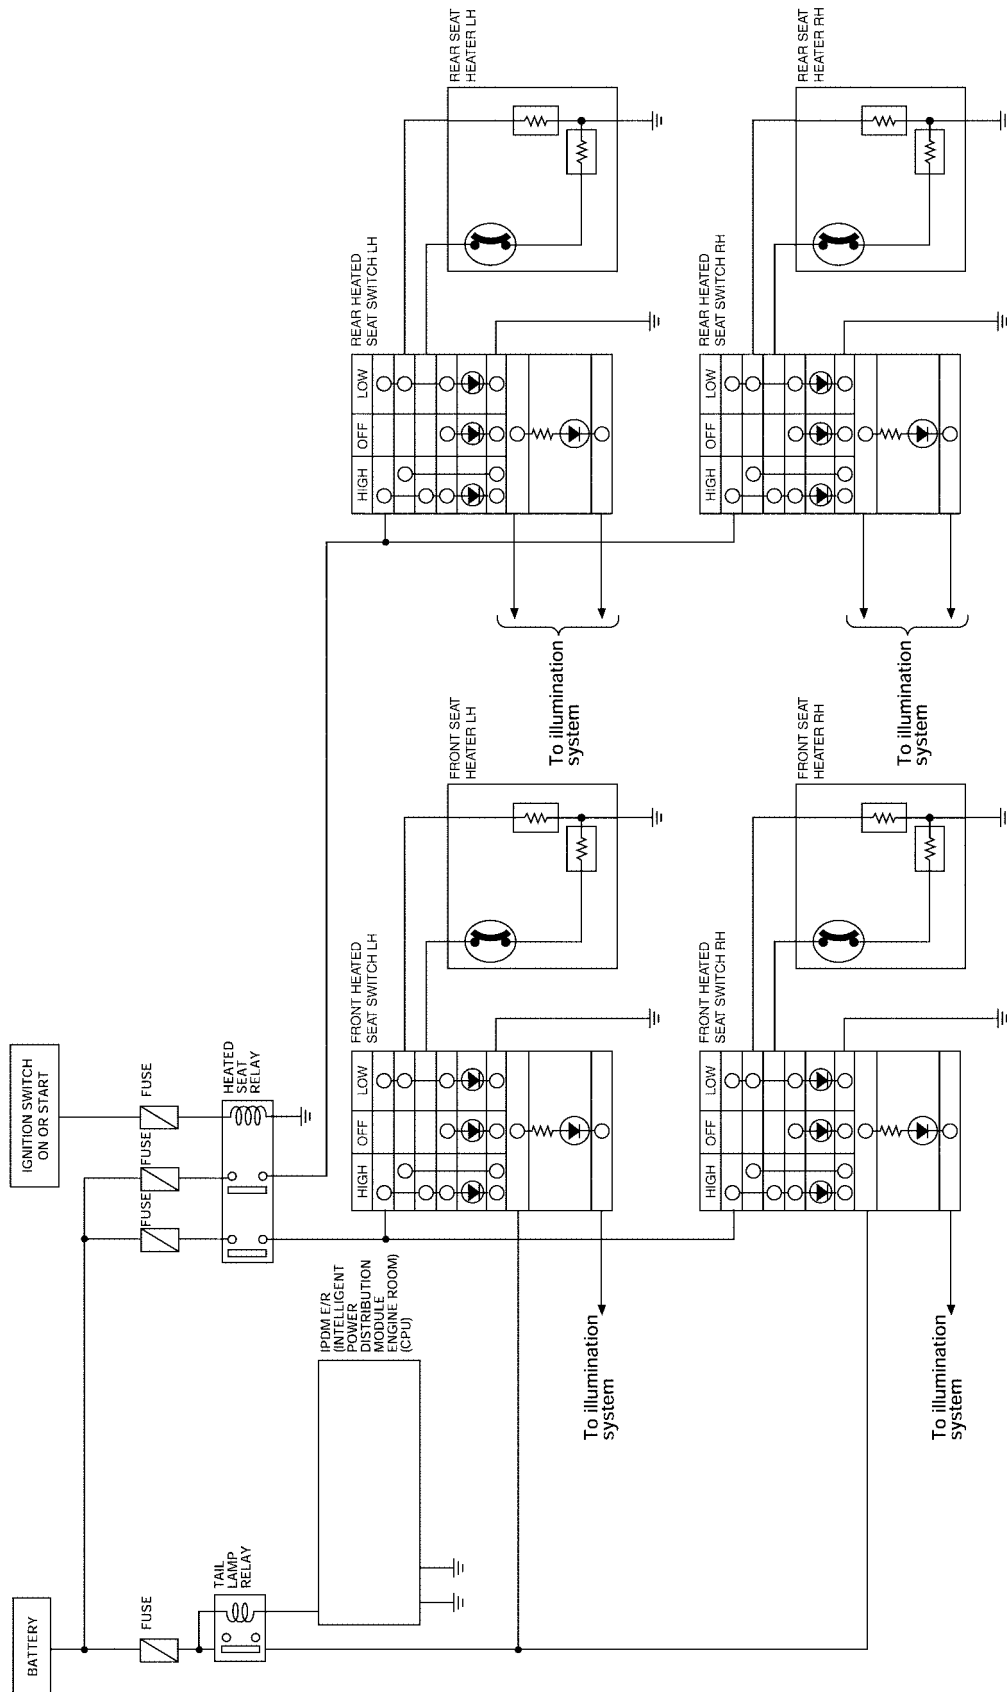 BATTERY
FUSE
TAIL
LAMP
RELAY
IPDM E/R
(INTELLIGENT
POWER
DISTRIBUTION
MODULE
ENGINE ROOM)
(CPU)
IGNITION SWITCH
ON OR START
FUSE
FUSE
FUSE
HEATED
SEAT
RELAY
FRONT HEATED
SEAT SWITCH LH
HIGH
OFF
LOW
To illumination
system
FRONT SEAT
HEATER LH
REAR HEATED
SEAT SWITCH LH
HIGH
OFF
LOW
To illumination
system
REAR SEAT
HEATER LH
FRONT HEATED
SEAT SWITCH RH
HIGH
OFF
LOW
To illumination
system
FRONT SEAT
HEATER RH
REAR HEATED
SEAT SWITCH RH
HIGH
OFF
LOW
To illumination
system
REAR SEAT
HEATER RH